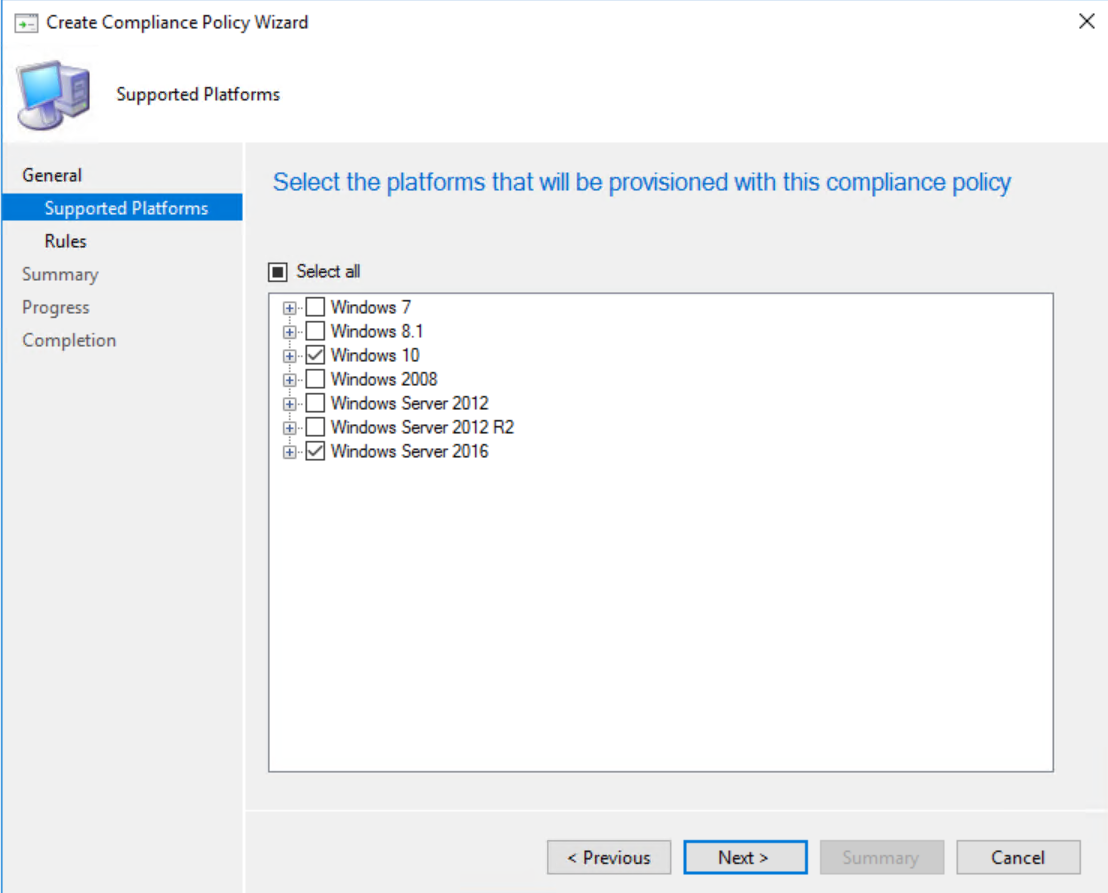 Create Compliance Policy Wizard
Supported Platforms
General
Supported Platforms
Rules
Summary
Progress
Completion
Select the platforms that will be provisioned with this compliance policy
Select all
Windows 7
Windows 8.1
Windows 10
Windows 2008
Windows Server 2012
Windows Server 2012 R2
Windows Server 2016
< Previous
Next >
Summary
Cancel